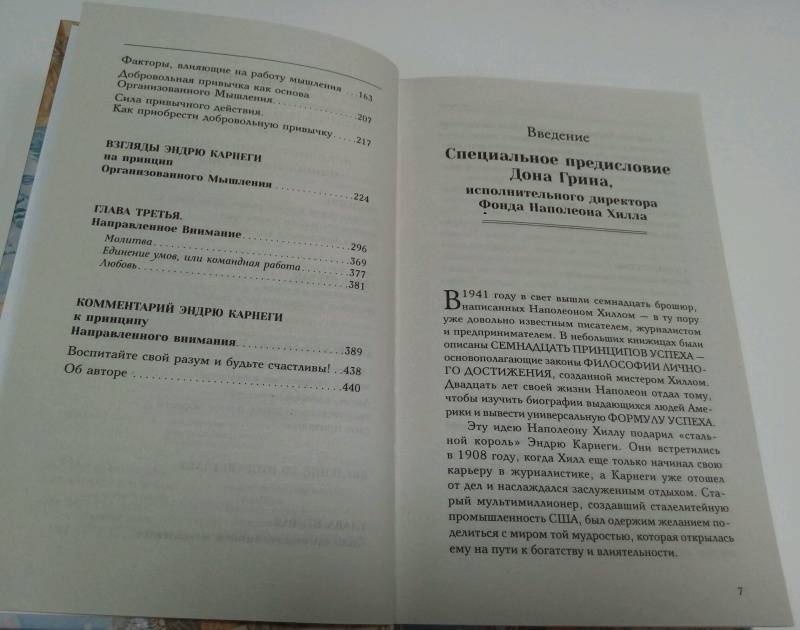 Факторы, влияющие на работу мышления . . . 163
Добровольная привычка как основа
Организованного Мышления. . . . . . . . . . . . . . . . 207
Сила привычного действия.
Как приобрести добровольную привычку. . . . . 217
ВЗГЛЯДЫ ЭНДРЮ КАРНЕГИ
на принцип
Организованного Мышления . . . . . . . . . . . . . 224
ГЛАВА ТРЕТЬЯ.
Направленное Внимание. . . . . . . . . . . . . . . . . . . 296
Молитва. . . . . . . . . . . . . . . . . . . . . . . . . . . . . . . . 369
Единение умов, или командная работа . . . . . . . . 377
Любовь. . . . . . . . . . . . . . . . . . . . . . . . . . . . . . . . . 381
КОММЕНТАРИЙ ЭНДРЮ КАРНЕГИ
к принципу
Направленного внимания. . . . . . . . . . . . . . . . . 389
Воспитайте свой разум и будьте счастливы! . . 438
Об авторе . . . . . . . . . . . . . . . . . . . . . . . . . . . . . . . 440
Введение
Специальное предисловие
Дона Грина,
исполнительного директора
Фонда Наполеона Хилла
В 1941 году в свет вышли семнадцать брошюр,
написанных Наполеоном Хиллом — в ту пору
уже довольно известным писателем, журналистом
и предпринимателем. В небольших книжицах были
описаны СЕМНАДЦАТЬ ПРИНЦИПОВ УСПЕХА —
основополагающие законы ФИЛОСОФИИ ЛИЧНО-
ГО ДОСТИЖЕНИЯ, созданной мистером Хиллом.
Двадцать лет своей жизни Наполеон отдал тому,
чтобы изучить биографии выдающихся людей Аме-
рики и вывести универсальную ФОРМУЛУ УСПЕХА.
Эту идею Наполеону Хиллу подарил «сталь-
ной король» Эндрю Карнеги. Они встретились
в 1908 году, когда Хилл еще только начинал свою
карьеру в журналистике, а Карнеги уже отошел
от дел и наслаждался заслуженным отдыхом. Ста-
рый мультимиллионер, создавший сталелитейную
промышленность США, был одержим желанием по-
делиться с миром той мудростью, которая открылась
ему на пути к богатству и влиятельности.
7